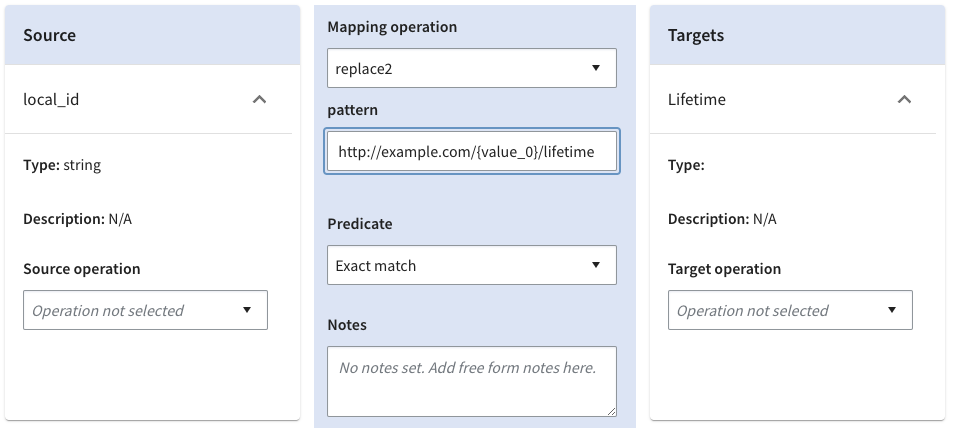 Source
local_id
Type: string
Description: N/A
Source operation
Operation not selected
Mapping operation
replace2
pattern
http://example.com/{value_0}/lifetime
Predicate
Exact match
Notes
No notes set. Add free form notes here.
Targets
Lifetime
Type:
Description: N/A
Target operation
Operation not selected